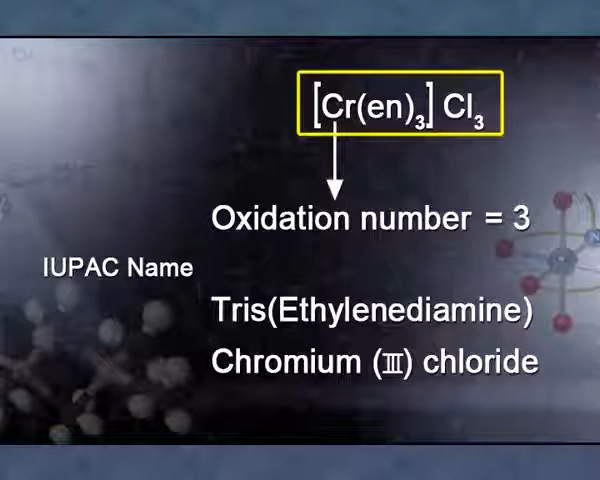 [Cr(en)₃] Cl₃
Oxidation number = 3
IUPAC Name
Tris(Ethylenediamine)
Chromium (Ⅲ) chloride